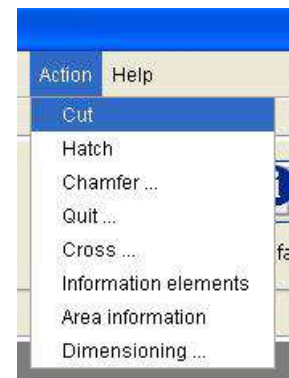 Action Help
Cut
Hatch
Chamfer ...
Quit ...
Cross ...
Information elements
Area information
Dimensioning ...